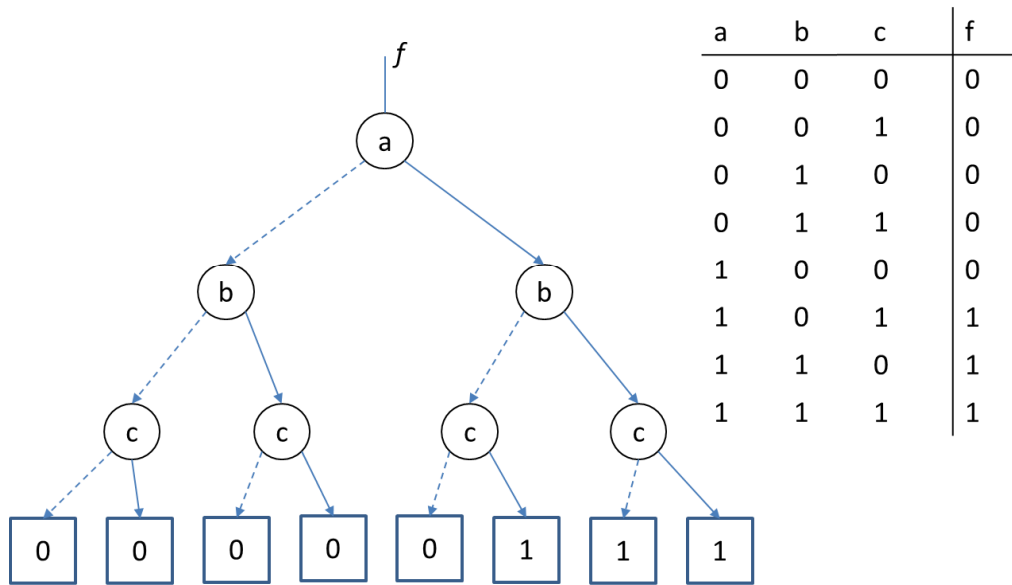 f
a
b b
c c c c
0 0 0 0 0 1 1 1
a b c f
0 0 0 0
0 0 1 0
0 1 0 0
0 1 1 0
1 0 0 0
1 0 1 1
1 1 0 1
1 1 1 1